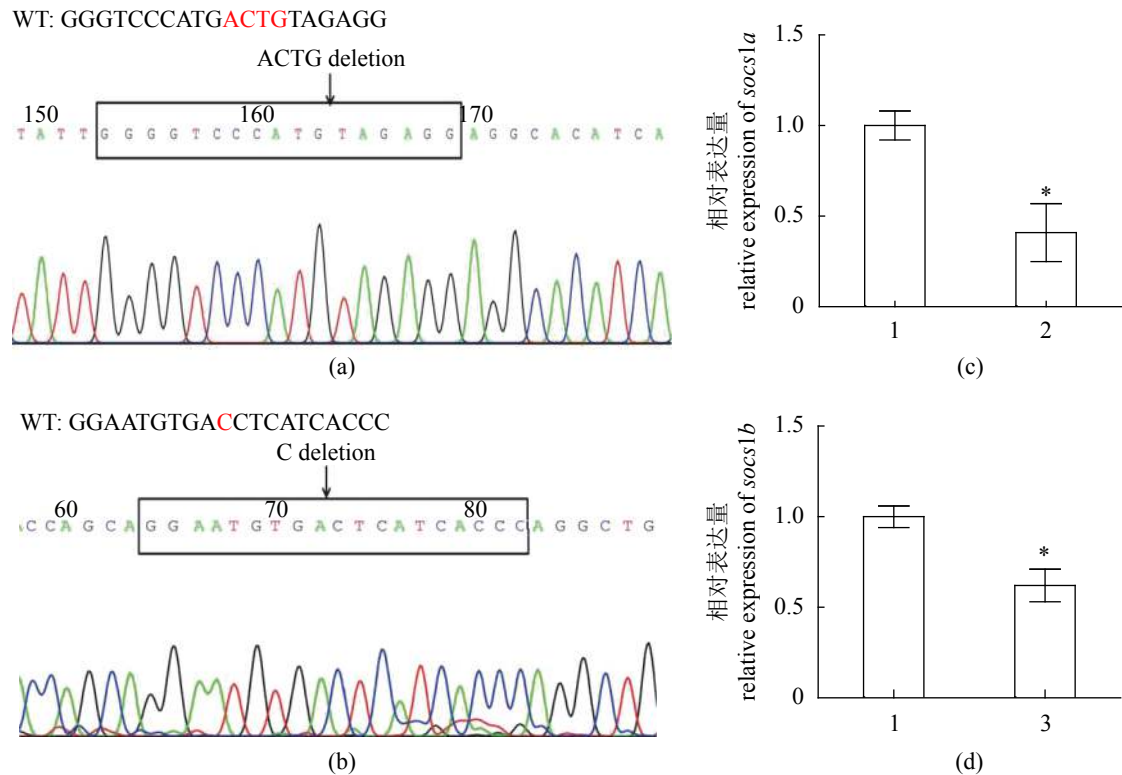 WT: GGGTCCCATGACTGTAGAGG
ACTG deletion
150 160 170
T A T T G G G G T C C C A T G T A G A G G A G G C A C A T C A
(a)
相对表达量
relative expression of socs1a
1.5
1.0
0.5
0
*
1 2
(c)
WT: GGAATGTGACCTCATCACCC
C deletion
60 70 80
C C A G C A G G A A T G T G A C T C A T C A C C C A G G C T G
(b)
相对表达量
relative expression of socs1b
1.5
1.0
0.5
0
*
1 3
(d)